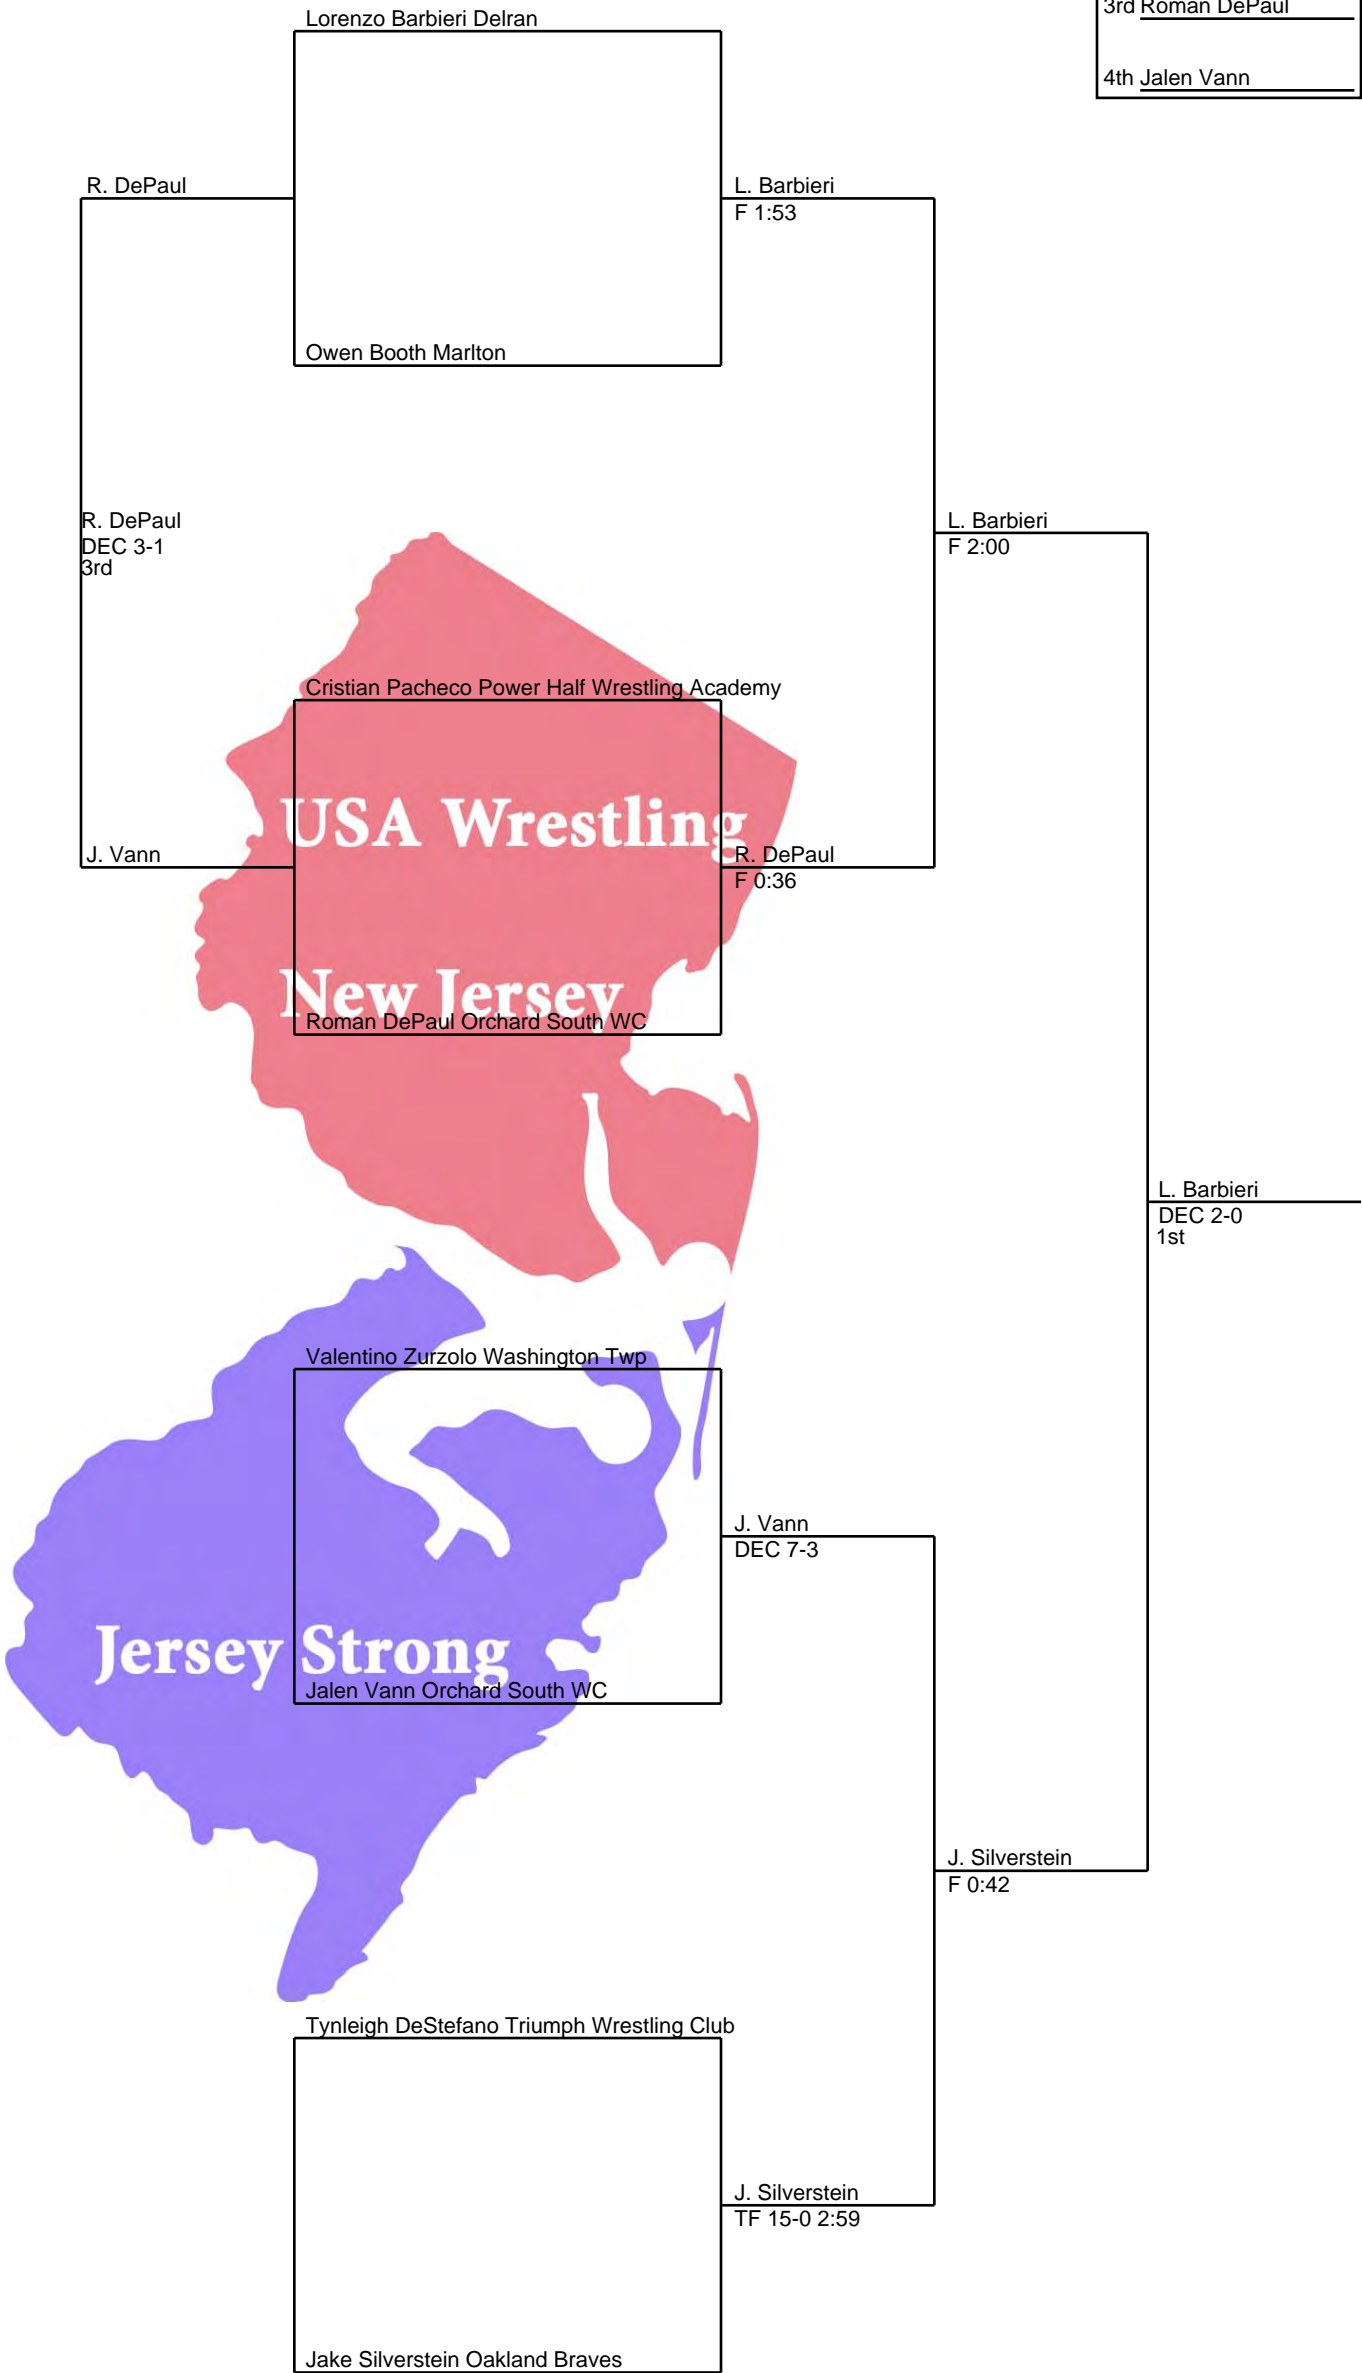 Lorenzo Barbieri Delran
3rd Roman DePaul
4th Jalen Vann
R. DePaul
L. Barbieri
F 1:53
Owen Booth Marlton
R. DePaul
DEC 3-1
3rd
L. Barbieri
F 2:00
Cristian Pacheco Power Half Wrestling Academy
USA Wrestling
J. Vann
R. DePaul
F 0:36
New Jersey
Roman DePaul Orchard South WC
L. Barbieri
DEC 2-0
1st
Valentino Zurzolo Washington Twp
J. Vann
DEC 7-3
Jersey Strong
Jalen Vann Orchard South WC
J. Silverstein
F 0:42
Tynleigh DeStefano Triumph Wrestling Club
J. Silverstein
TF 15-0 2:59
Jake Silverstein Oakland Braves